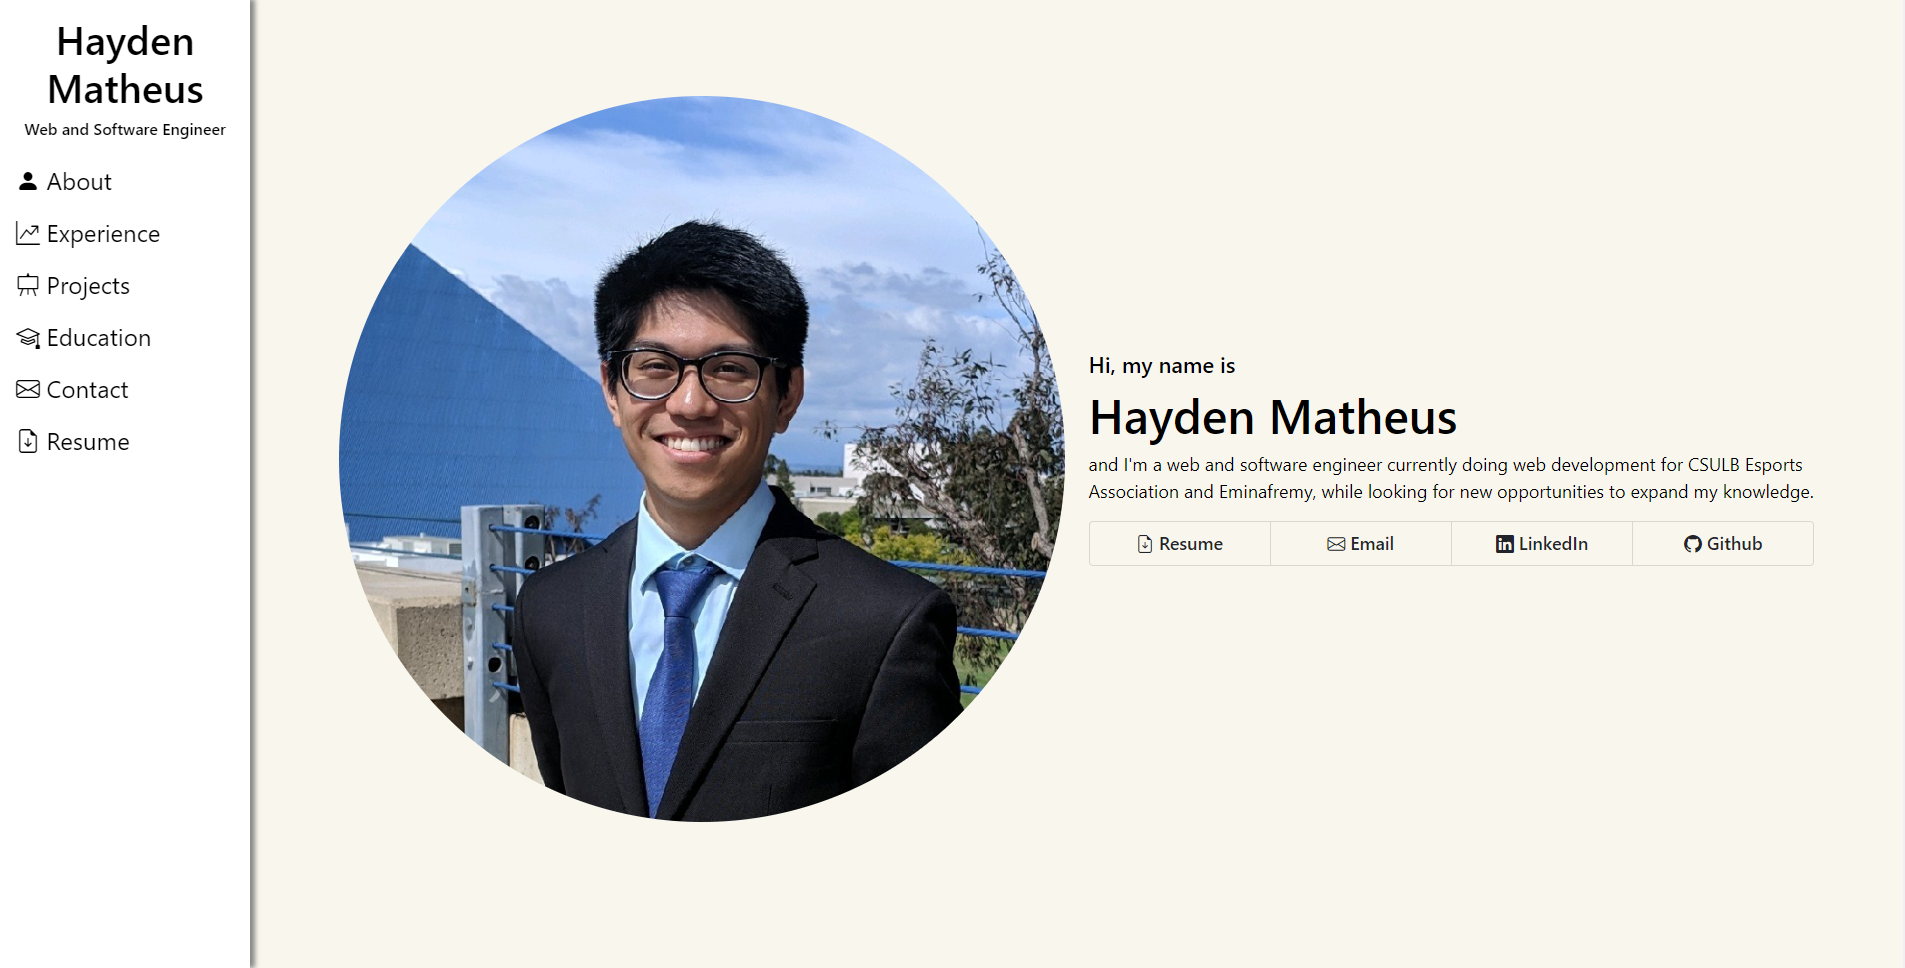 Hayden
Matheus
Web and Software Engineer
About
Experience
Projects
Education
Contact
Resume
Hi, my name is
Hayden Matheus
and I'm a web and software engineer currently doing web development for CSULB Esports
Association and Eminafremy, while looking for new opportunities to expand my knowledge.
Resume Email LinkedIn Github